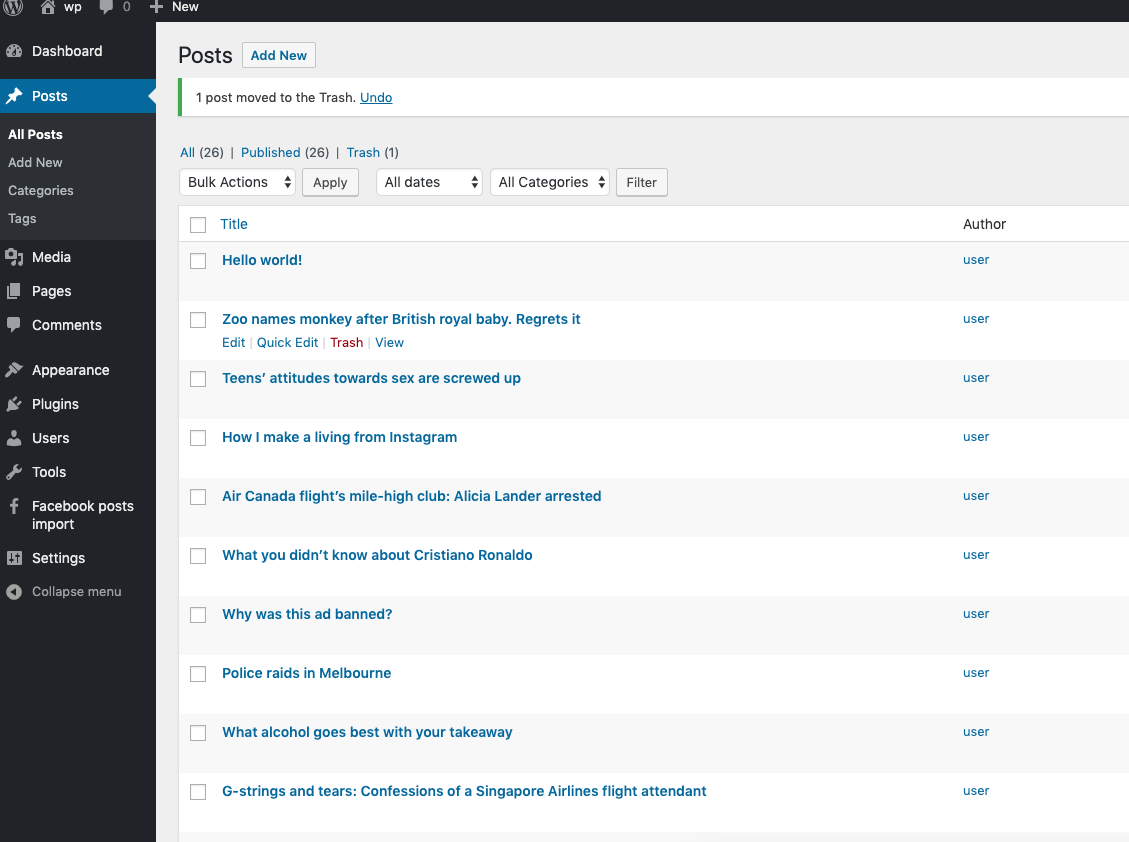 wp 0 New
Dashboard
Posts
All Posts
Add New
Categories
Tags
Media
Pages
Comments
Appearance
Plugins
Users
Tools
Facebook posts
import
Settings
Collapse menu
Posts Add New
1 post moved to the Trash. Undo
All (26) | Published (26) | Trash (1)
Bulk Actions Apply All dates All Categories Filter
Title Author
Hello world! user
Zoo names monkey after British royal baby. Regrets it user
Edit | Quick Edit | Trash | View
Teens’ attitudes towards sex are screwed up user
How I make a living from Instagram user
Air Canada flight’s mile-high club: Alicia Lander arrested user
What you didn’t know about Cristiano Ronaldo user
Why was this ad banned? user
Police raids in Melbourne user
What alcohol goes best with your takeaway user
G-strings and tears: Confessions of a Singapore Airlines flight attendant user